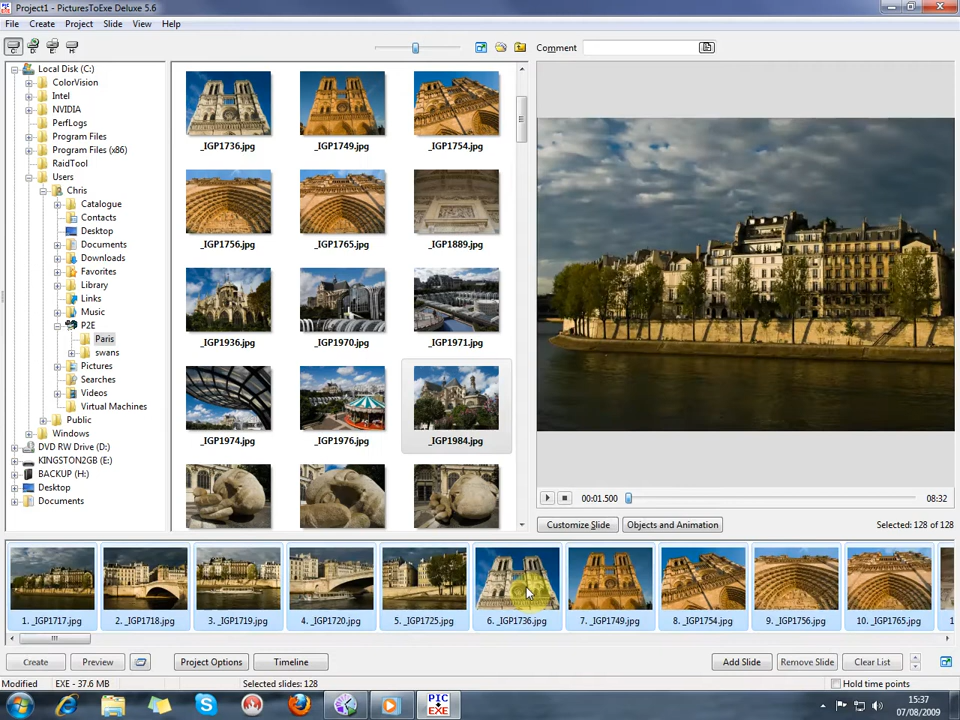 Project1 - PicturesToExe Deluxe 5.6
File Create Project Slide View Help
C: D: E: H:
Comment
Local Disk (C:)
ColorVision
Intel
NVIDIA
PerfLogs
Program Files
Program Files (x86)
RaidTool
Users
Chris
Catalogue
Contacts
Desktop
Documents
Downloads
Favorites
Library
Links
Music
P2E
Paris
swans
Pictures
Searches
Videos
Virtual Machines
Public
Windows
DVD RW Drive (D:)
KINGSTON2GB (E:)
BACKUP (H:)
Desktop
Documents
_IGP1736.jpg _IGP1749.jpg _IGP1754.jpg
_IGP1756.jpg _IGP1765.jpg _IGP1889.jpg
_IGP1936.jpg _IGP1970.jpg _IGP1971.jpg
_IGP1974.jpg _IGP1976.jpg _IGP1984.jpg
00:01.500 08:32
Customize Slide Objects and Animation Selected: 128 of 128
1. _IGP1717.jpg 2. _IGP1718.jpg 3. _IGP1719.jpg 4. _IGP1720.jpg 5. _IGP1725.jpg 6. _IGP1736.jpg 7. _IGP1749.jpg 8. _IGP1754.jpg 9. _IGP1756.jpg 10. _IGP1765.jpg 1
Create Preview Project Options Timeline Add Slide Remove Slide Clear List
Modified EXE - 37.6 MB Selected slides: 128 Hold time points
PIC EXE
15:37
07/08/2009